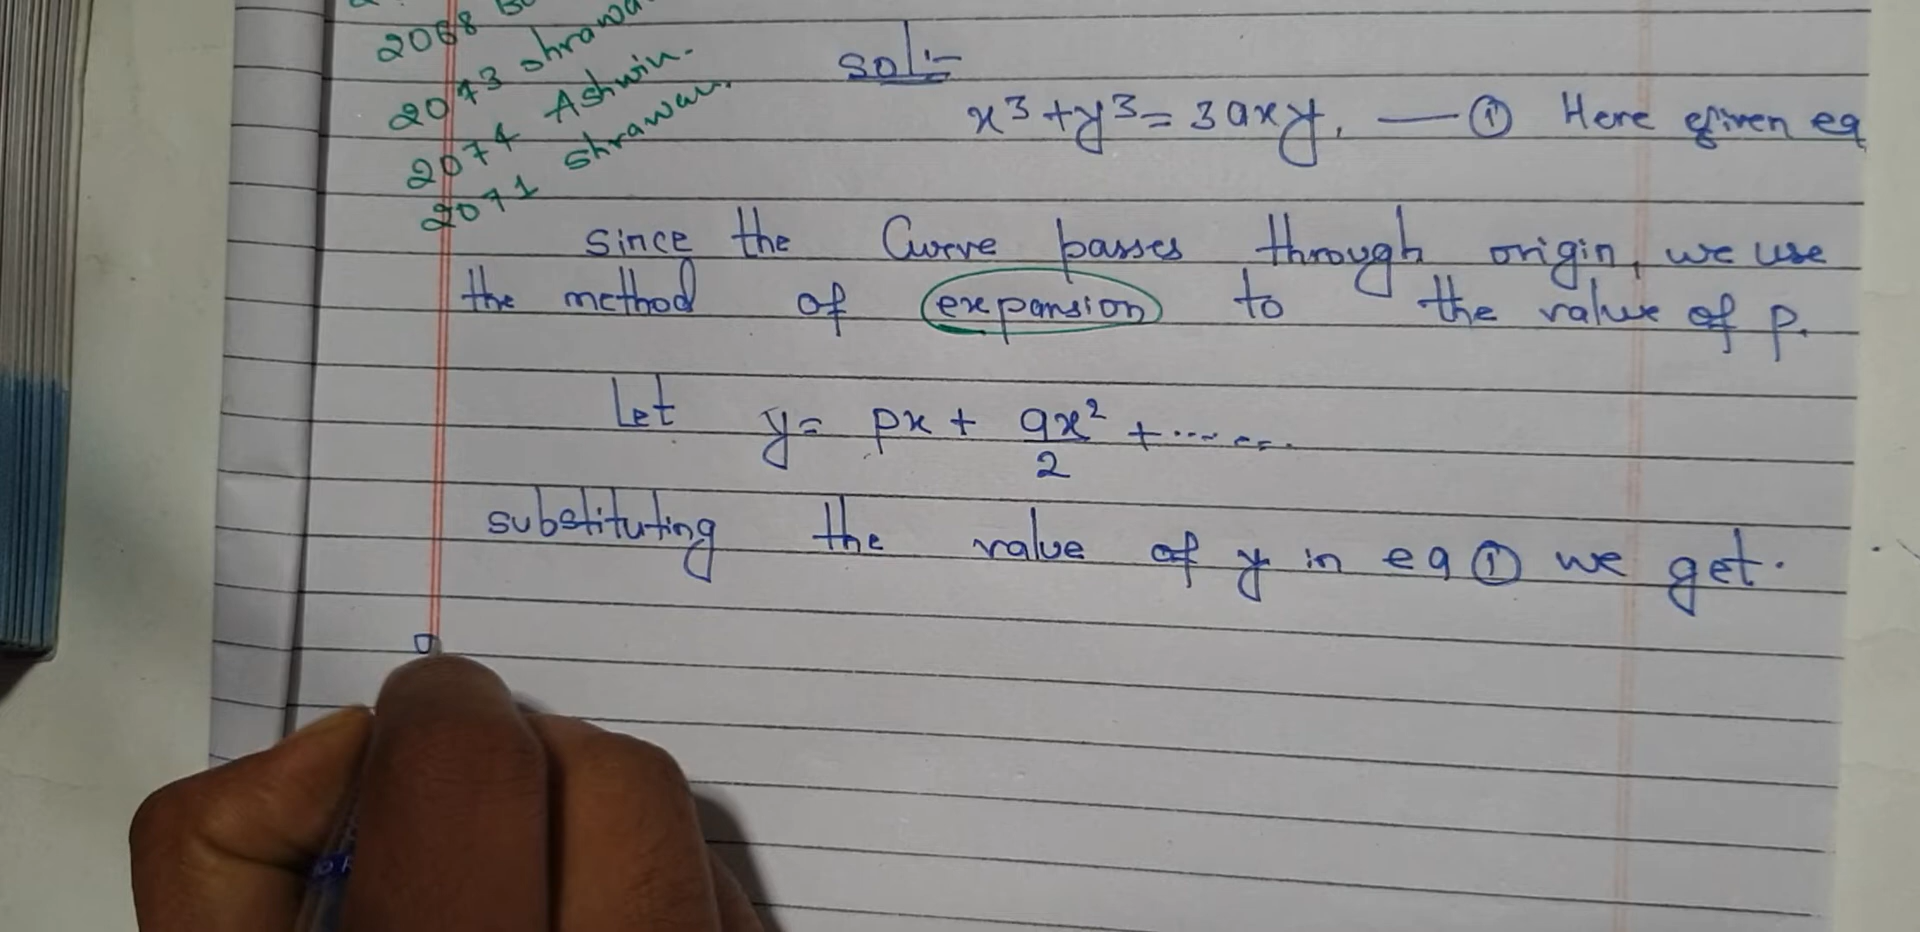 2068
2073 Shrawa
2074 Ashwin.
2071 Shrawan.
Sol:-
x³+y³=3axy, — ① Here given eq
Since the Curve passes through origin, we use
the method of expansion to the value of p.
Let y= px + qx²/2 + ......
substituting the value of y in eq ① we get.